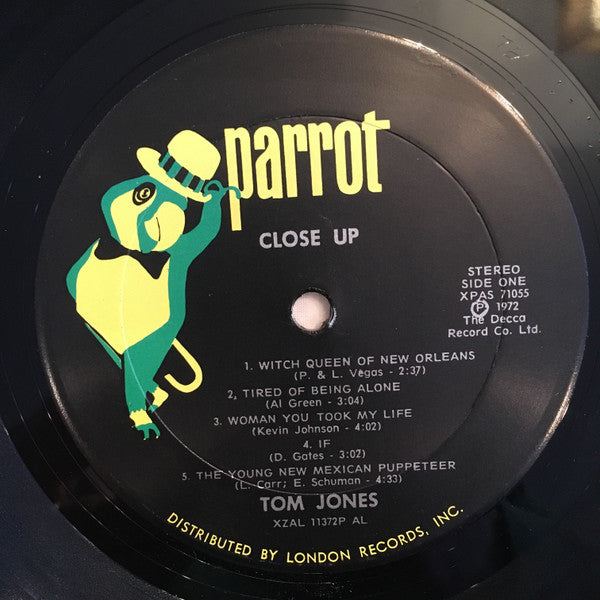 parrot
CLOSE UP
STEREO
SIDE ONE
XPAS 71055
Ⓟ 1972
The Decca
Record Co. Ltd.
1. WITCH QUEEN OF NEW ORLEANS
(P. & L. Vegas - 2:37)
2. TIRED OF BEING ALONE
(Al Green - 3:04)
3. WOMAN YOU TOOK MY LIFE
(Kevin Johnson - 4:02)
4. IF
(D. Gates - 3:02)
5. THE YOUNG NEW MEXICAN PUPPETEER
(L. Carr; E. Schuman - 4:33)
TOM JONES
XZAL 11372P AL
DISTRIBUTED BY LONDON RECORDS, INC.